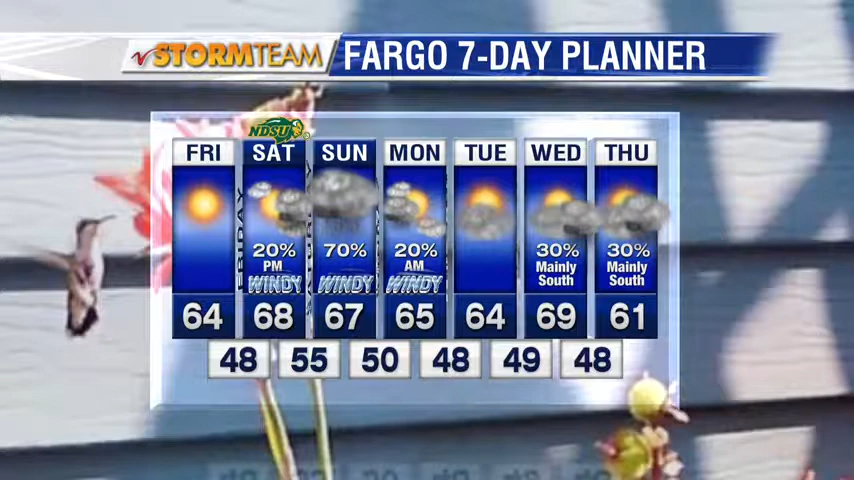 STORMTEAM FARGO 7-DAY PLANNER
NDSU
FRI SAT SUN MON TUE WED THU
20% 70% 20% 30% 30%
PM AM Mainly Mainly
WINDY WINDY WINDY South South
64 68 67 65 64 69 61
48 55 50 48 49 48